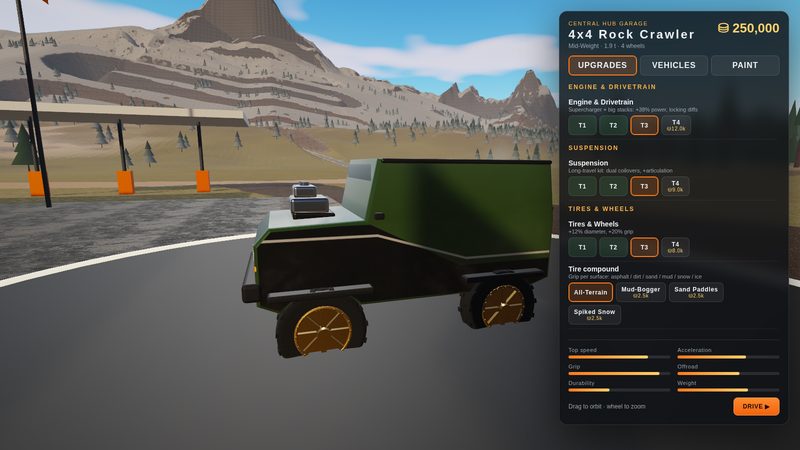 CENTRAL HUB GARAGE
4x4 Rock Crawler
250,000
Mid-Weight · 1.9 t · 4 wheels
UPGRADES VEHICLES PAINT
ENGINE & DRIVETRAIN
Engine & Drivetrain
Supercharger + big stacks: +38% power, locking diffs
T1 T2 T3 T4
12.0k
SUSPENSION
Suspension
Long-travel kit: dual coilovers, +articulation
T1 T2 T3 T4
9.0k
TIRES & WHEELS
Tires & Wheels
+12% diameter, +20% grip
T1 T2 T3 T4
8.0k
Tire compound
Grip per surface: asphalt / dirt / sand / mud / snow / ice
All-Terrain Mud-Bogger Sand Paddles
2.5k 2.5k
Spiked Snow
2.5k
Top speed Acceleration
Grip Offroad
Durability Weight
Drag to orbit · wheel to zoom DRIVE ▶